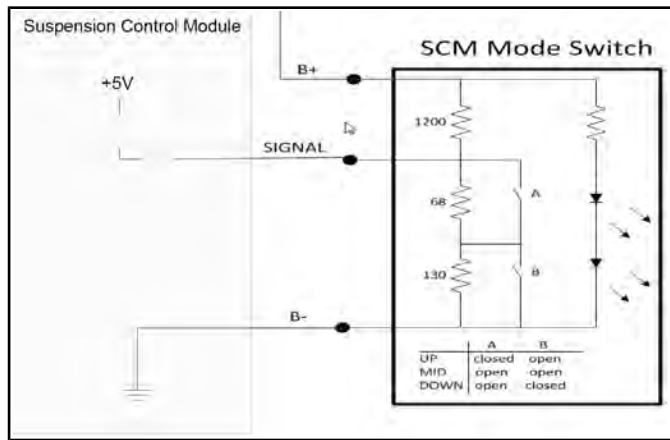 Suspension Control Module
SCM Mode Switch
B+
+5V
1200
SIGNAL
A
68
B
130
B-
A B
UP closed open
MID open open
DOWN open closed